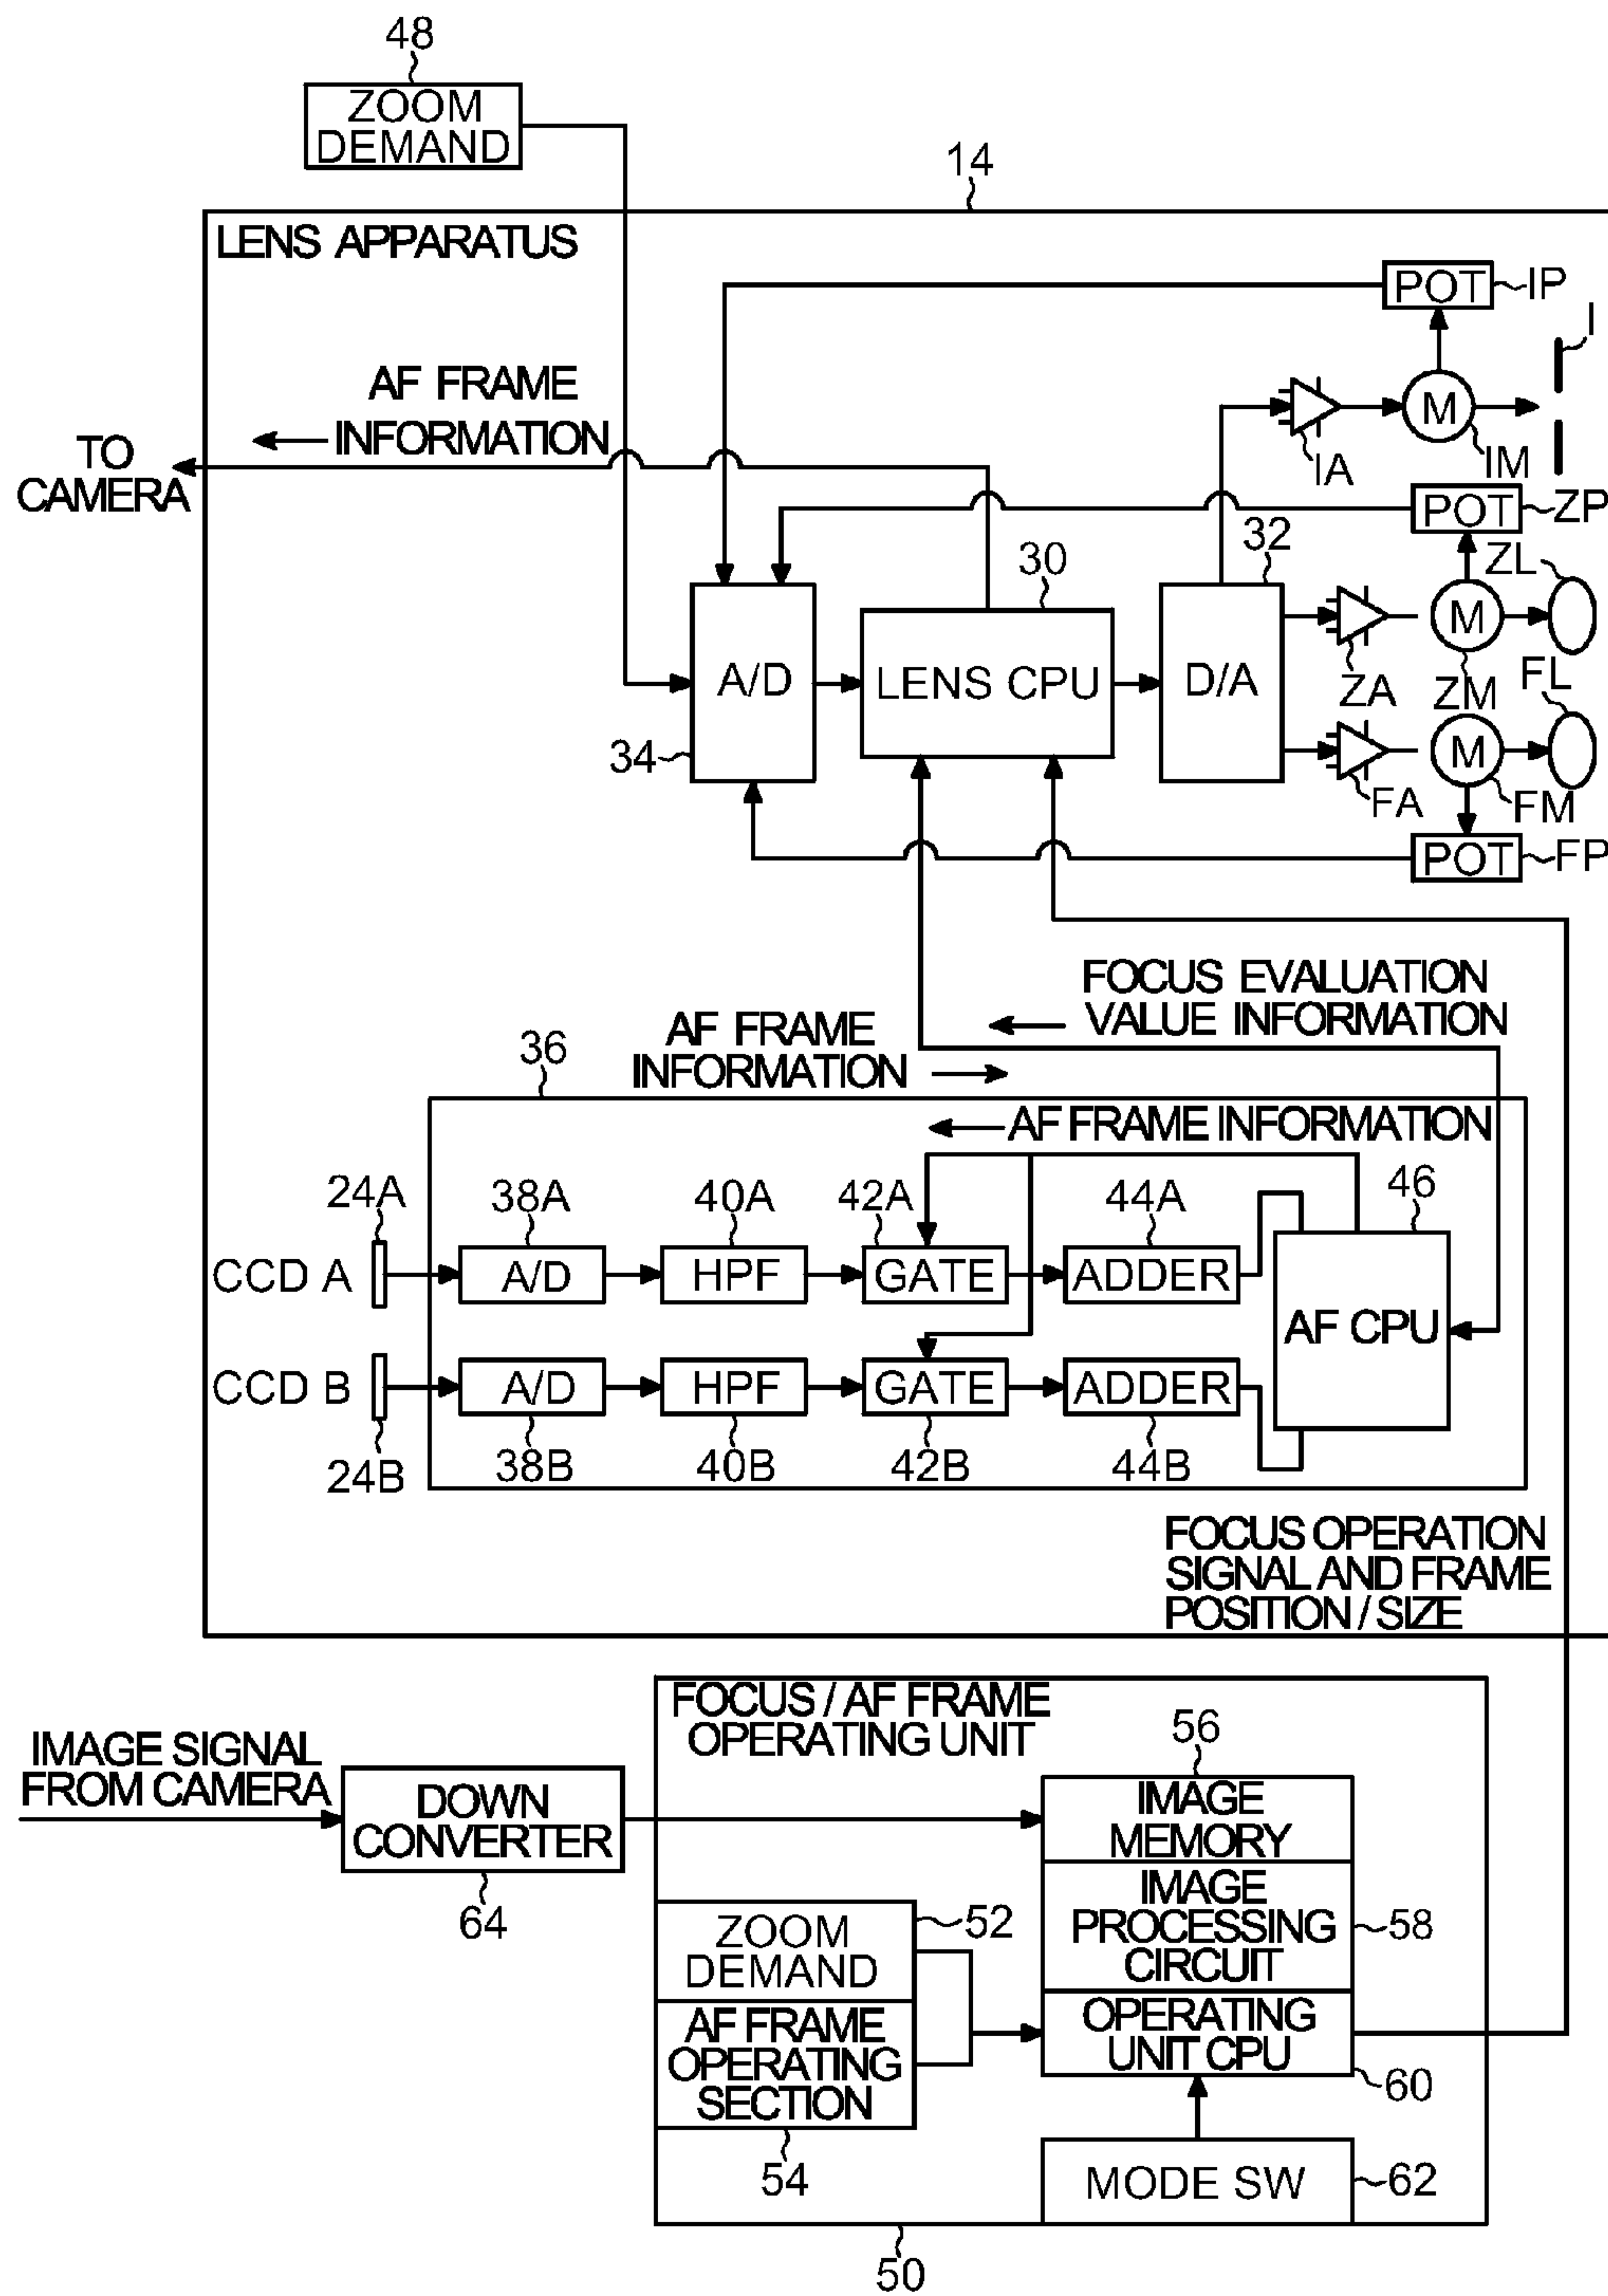 48
ZOOM
DEMAND
14
LENS APPARATUS
POT
IP
I
AF FRAME
INFORMATION
M
TO
CAMERA
IA
IM
POT
ZP
32
30
ZL
A/D
LENS CPU
D/A
M
ZA
ZM
FL
34
M
FA
FM
POT
FP
FOCUS EVALUATION
VALUE INFORMATION
AF FRAME
INFORMATION
36
AF FRAME INFORMATION
24A
38A
40A
42A
44A
46
CCD A
A/D
HPF
GATE
ADDER
AF CPU
CCD B
A/D
HPF
GATE
ADDER
24B
38B
40B
42B
44B
FOCUS OPERATION
SIGNAL AND FRAME
POSITION / SIZE
FOCUS / AF FRAME
OPERATING UNIT
IMAGE SIGNAL
FROM CAMERA
DOWN
CONVERTER
64
56
IMAGE
MEMORY
IMAGE
PROCESSING
CIRCUIT
58
ZOOM
DEMAND
52
AF FRAME
OPERATING
SECTION
54
OPERATING
UNIT CPU
60
MODE SW
62
50